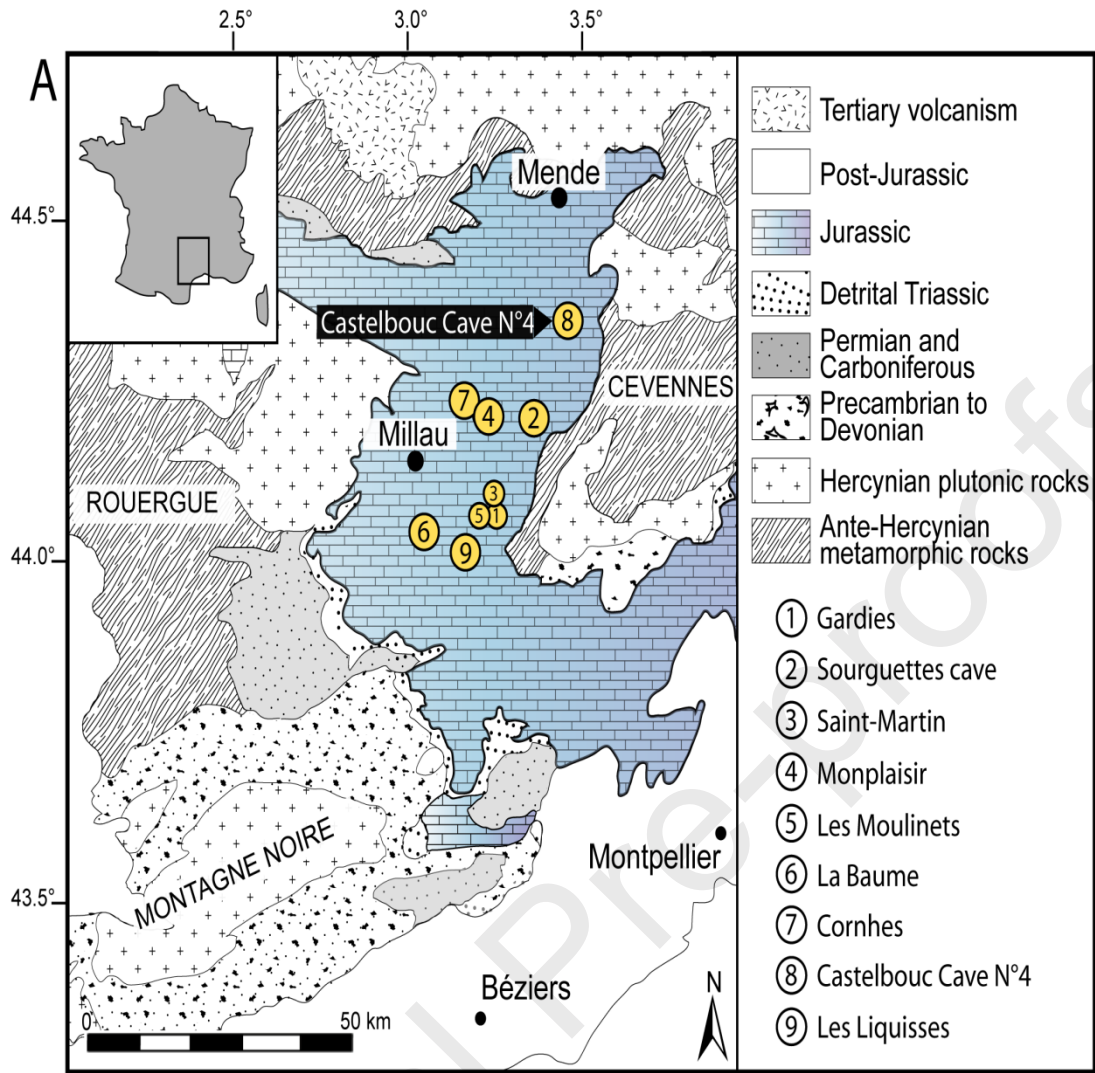 A
2.5°
3.0°
3.5°
44.5°
44.0°
43.5°
Mende
Castelbouc Cave N°4
8
7
4
2
CEVENNES
Millau
3
5
1
ROUERGUE
6
9
MONTAGNE NOIRE
Montpellier
Béziers
0
50 km
N
Tertiary volcanism
Post-Jurassic
Jurassic
Detrital Triassic
Permian and
Carboniferous
Precambrian to
Devonian
Hercynian plutonic rocks
Ante-Hercynian
metamorphic rocks
1 Gardies
2 Sourguettes cave
3 Saint-Martin
4 Monplaisir
5 Les Moulinets
6 La Baume
7 Cornhes
8 Castelbouc Cave N°4
9 Les Liquisses
l Pre-proofs